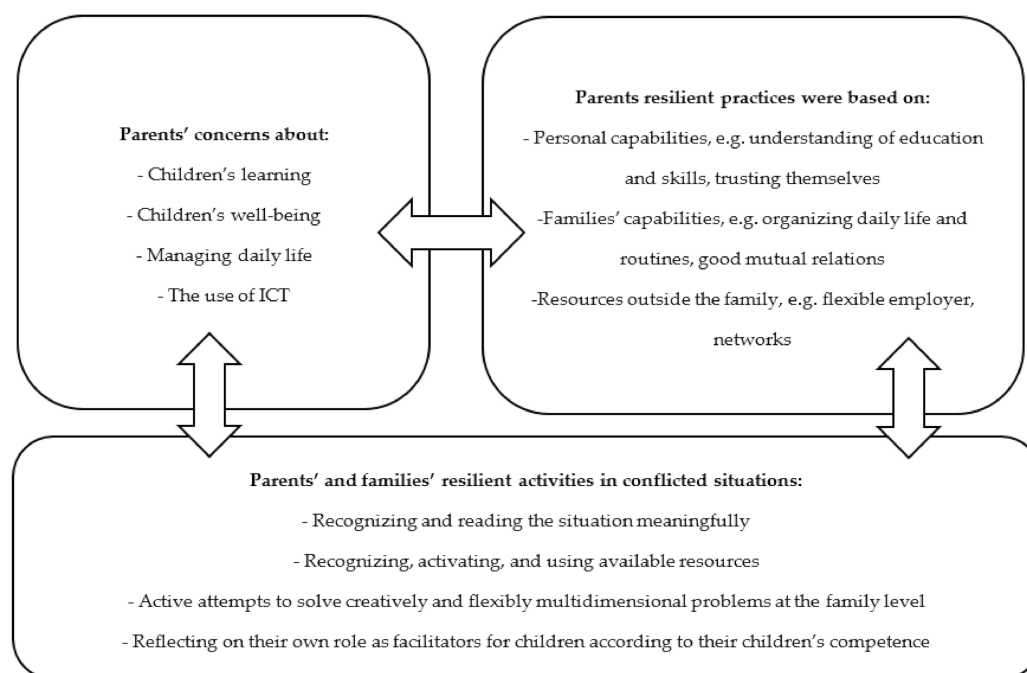 Parents’ concerns about:
- Children’s learning
- Children’s well-being
- Managing daily life
- The use of ICT
Parents resilient practices were based on:
- Personal capabilities, e.g. understanding of education
and skills, trusting themselves
-Families’ capabilities, e.g. organizing daily life and
routines, good mutual relations
-Resources outside the family, e.g. flexible employer,
networks
Parents’ and families’ resilient activities in conflicted situations:
- Recognizing and reading the situation meaningfully
- Recognizing, activating, and using available resources
- Active attempts to solve creatively and flexibly multidimensional problems at the family level
- Reflecting on their own role as facilitators for children according to their children’s competence